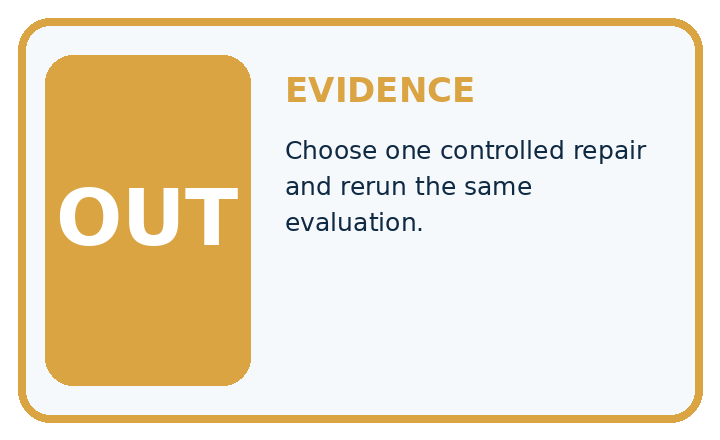 OUT
EVIDENCE
Choose one controlled repair
and rerun the same
evaluation.